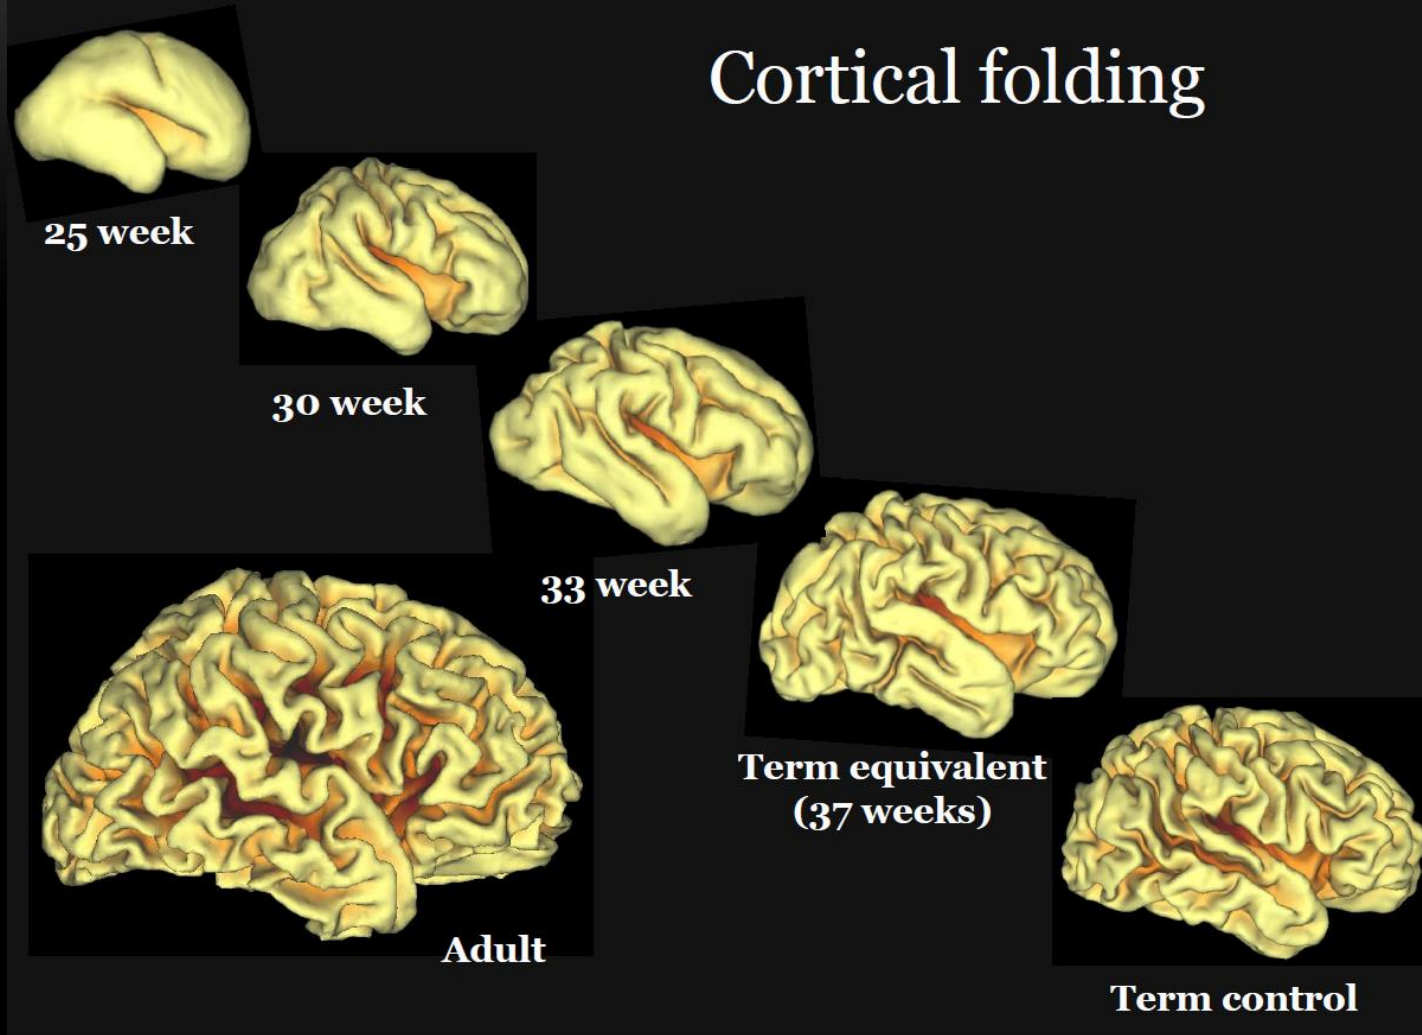 Cortical folding
25 week
30 week
33 week
Term equivalent
(37 weeks)
Adult
Term control